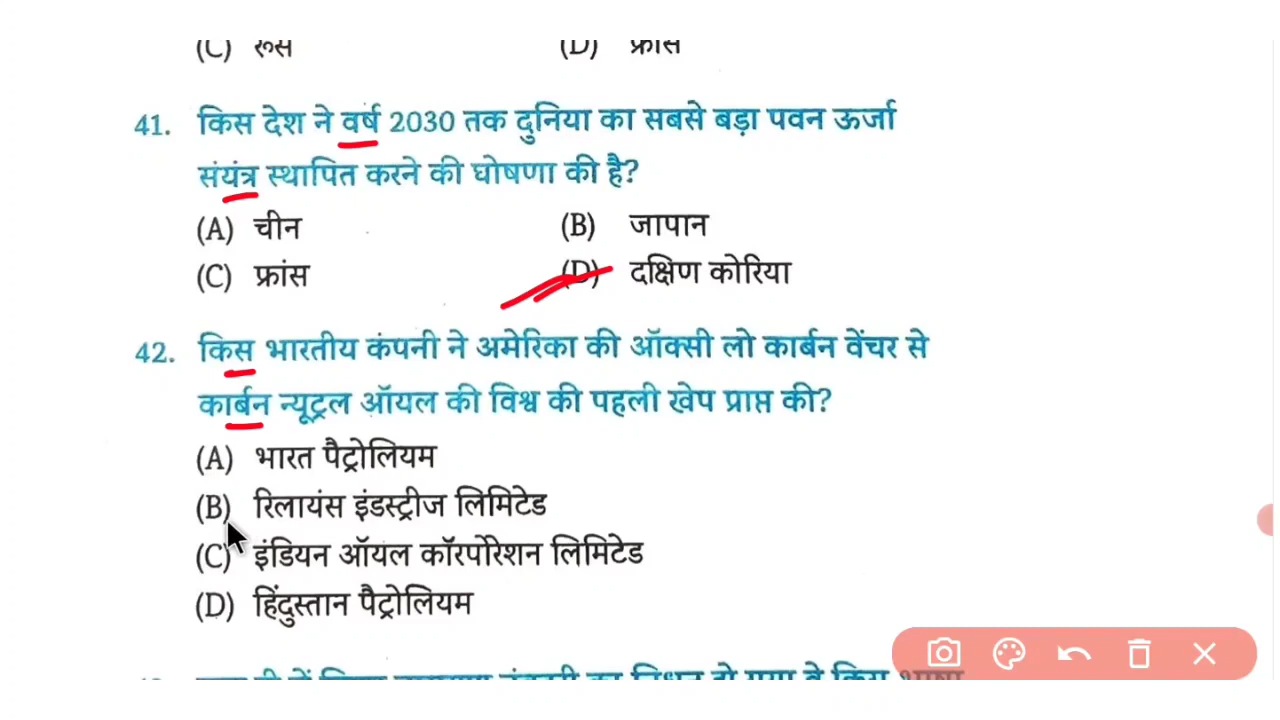 (C) रूस (D) फ्रांस
41. किस देश ने वर्ष 2030 तक दुनिया का सबसे बड़ा पवन ऊर्जा
संयंत्र स्थापित करने की घोषणा की है?
(A) चीन (B) जापान
(C) फ्रांस (D) दक्षिण कोरिया
42. किस भारतीय कंपनी ने अमेरिका की ऑक्सी लो कार्बन वेंचर से
कार्बन न्यूट्रल ऑयल की विश्व की पहली खेप प्राप्त की?
(A) भारत पैट्रोलियम
(B) रिलायंस इंडस्ट्रीज लिमिटेड
(C) इंडियन ऑयल कॉरपोरेशन लिमिटेड
(D) हिंदुस्तान पैट्रोलियम